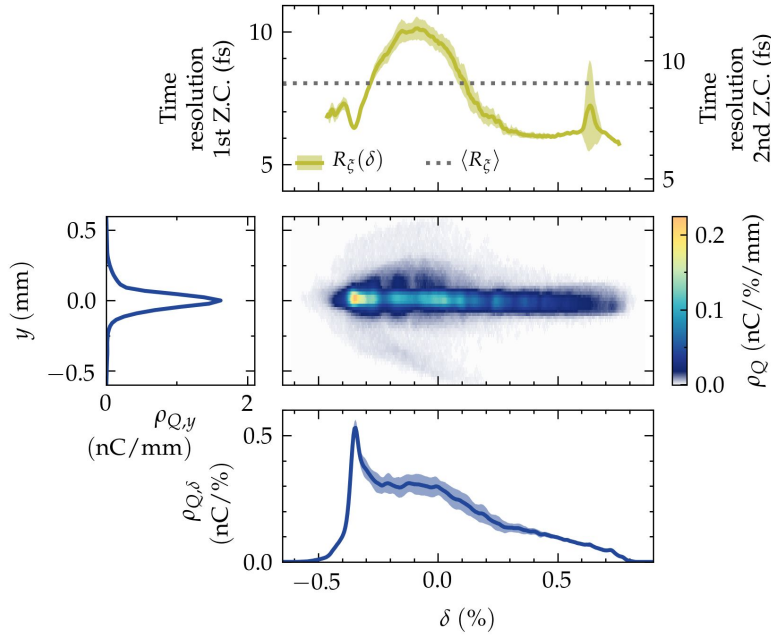 Time
resolution
1st Z.C. (fs)
10
5
R_ξ(δ)
⟨R_ξ⟩
10
5
Time
resolution
2nd Z.C. (fs)
y (mm)
0.5
0.0
−0.5
0
2
ρ_{Q,y}
(nC/mm)
0.2
0.1
0.0
ρ_Q (nC/%/mm)
ρ_{Q,δ}
(nC/%)
0.5
0.0
−0.5
0.0
0.5
δ (%)